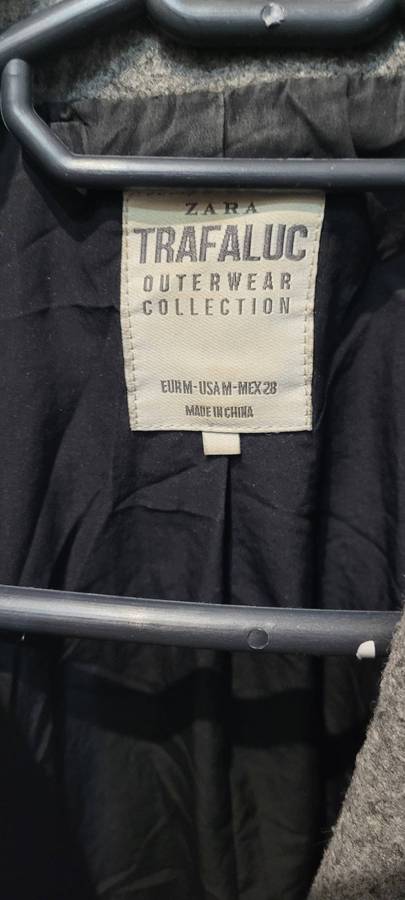 ZARA
TRAFALUC
OUTERWEAR
COLLECTION
EUR M - USA M - MEX 28
MADE IN CHINA